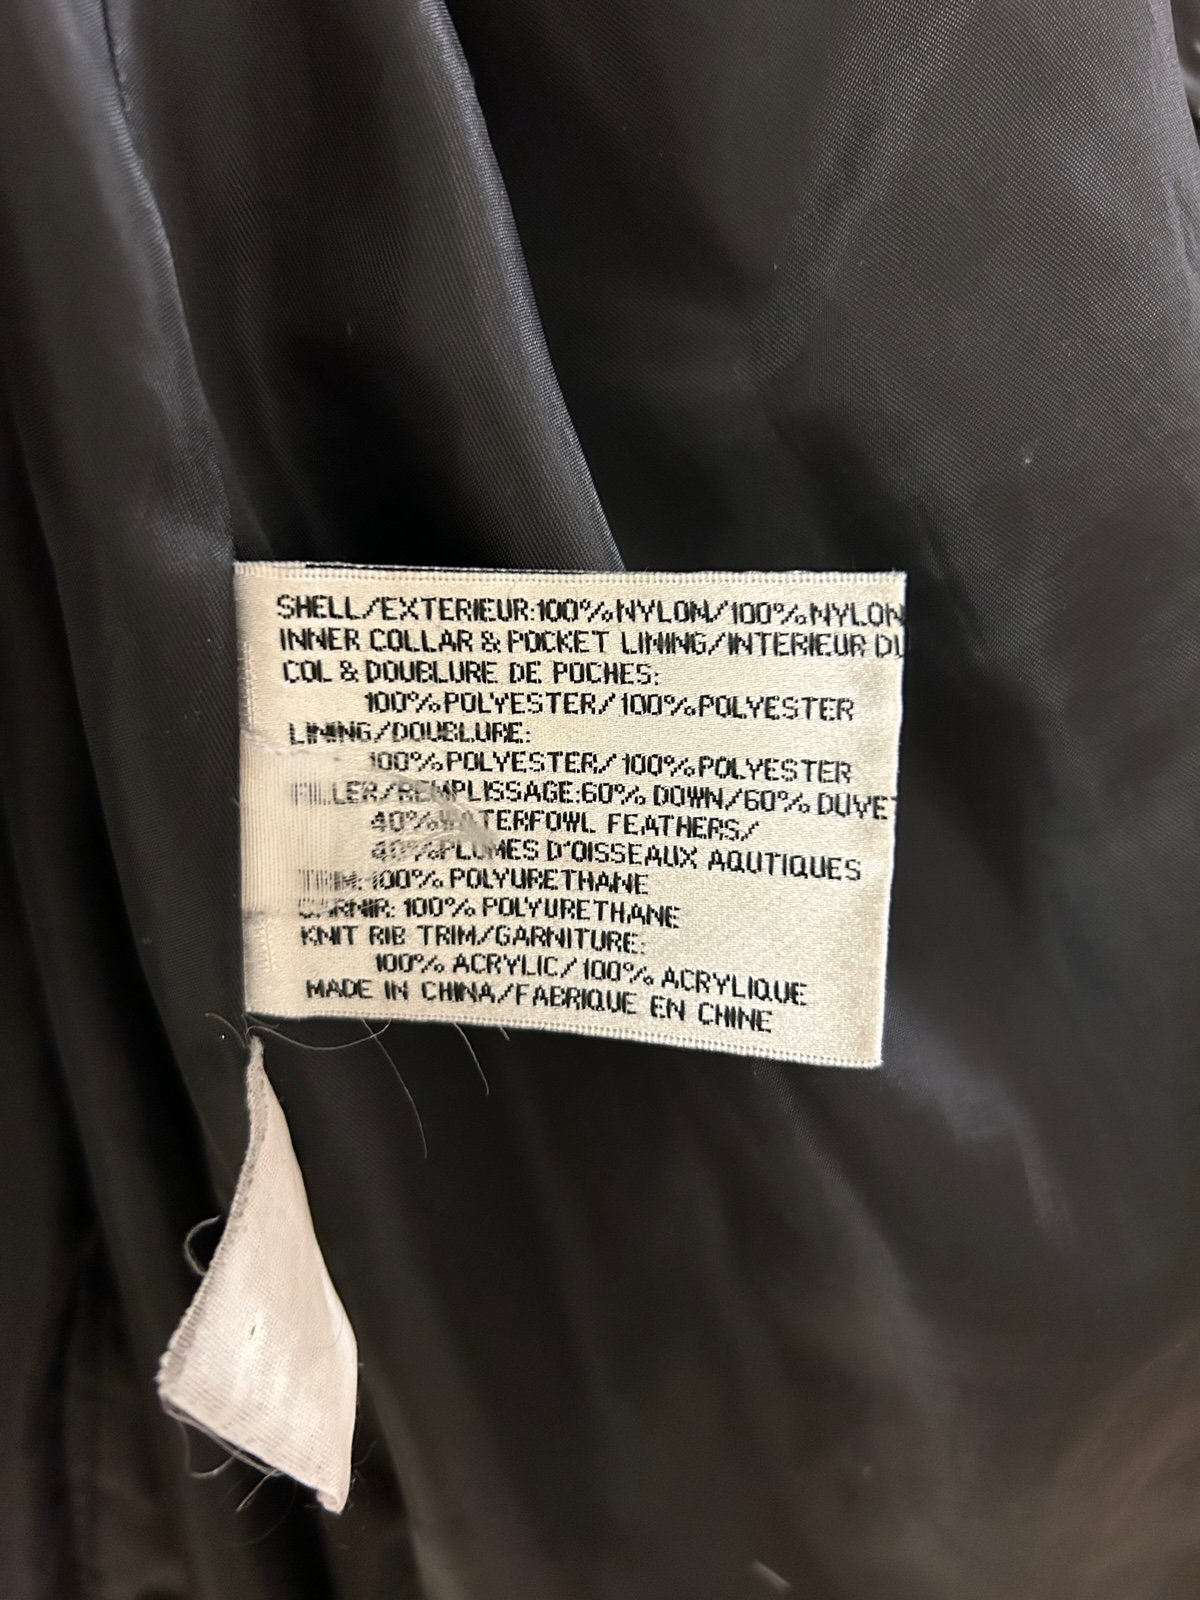 SHELL/EXTERIEUR:100%NYLON/100%NYLON
INNER COLLAR & POCKET LINING/INTERIEUR DU
COL & DOUBLURE DE POCHES:
100%POLYESTER/100%POLYESTER
LINING/DOUBLURE:
100%POLYESTER/100%POLYESTER
FILLER/REMPLISSAGE:60% DOWN/60% DUVET
40%WATERFOWL FEATHERS/
40%PLUMES D'OISSEAUX AQUTIQUES
TRIM:100% POLYURETHANE
GARNIR: 100% POLYURETHANE
KNIT RIB TRIM/GARNITURE:
100% ACRYLIC/100% ACRYLIQUE
MADE IN CHINA/FABRIQUE EN CHINE